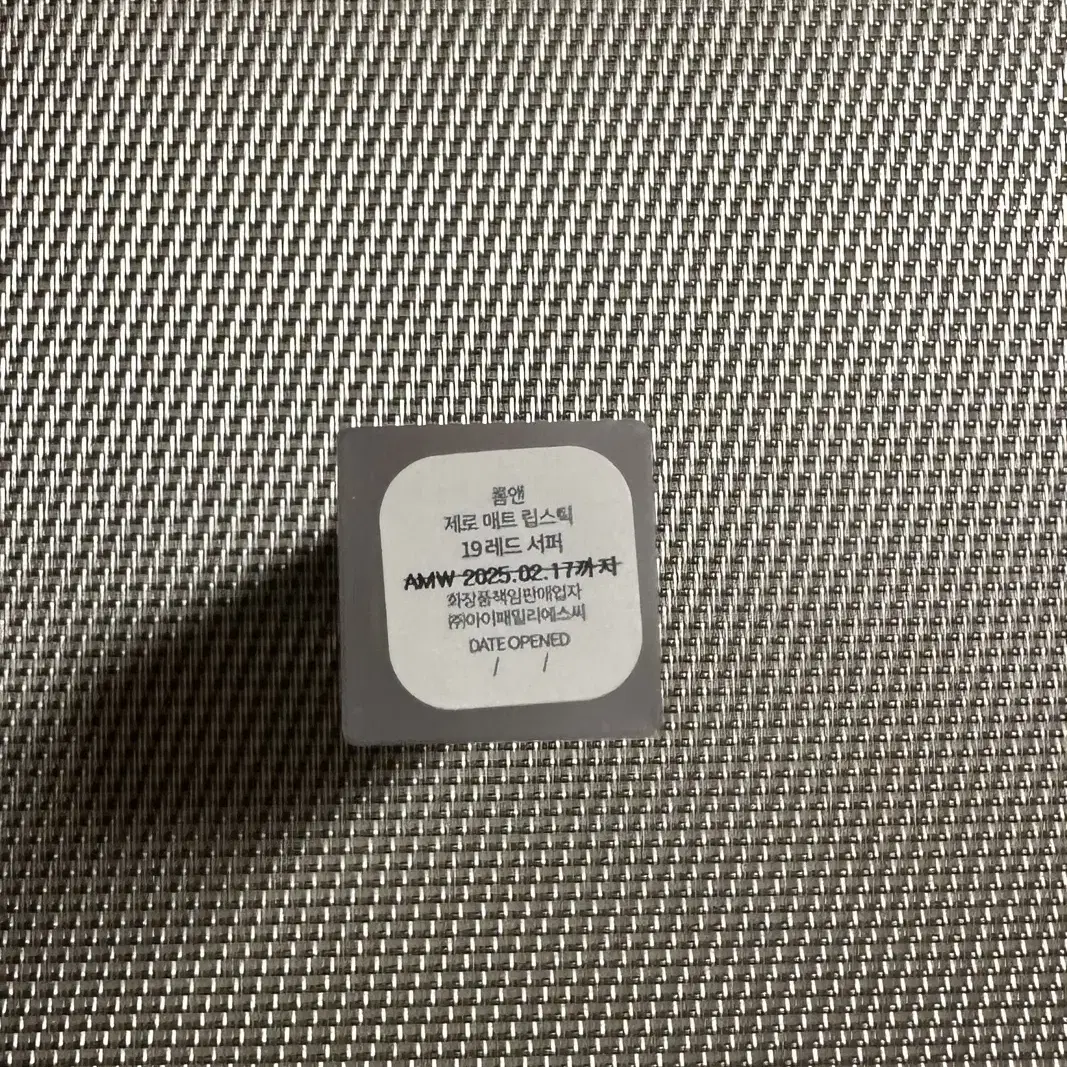 롬앤
제로 매트 립스틱
19 레드 서퍼
AMW 2025.02.17까지
화장품책임판매업자
㈜아이패밀리에스씨
DATE OPENED
/ /